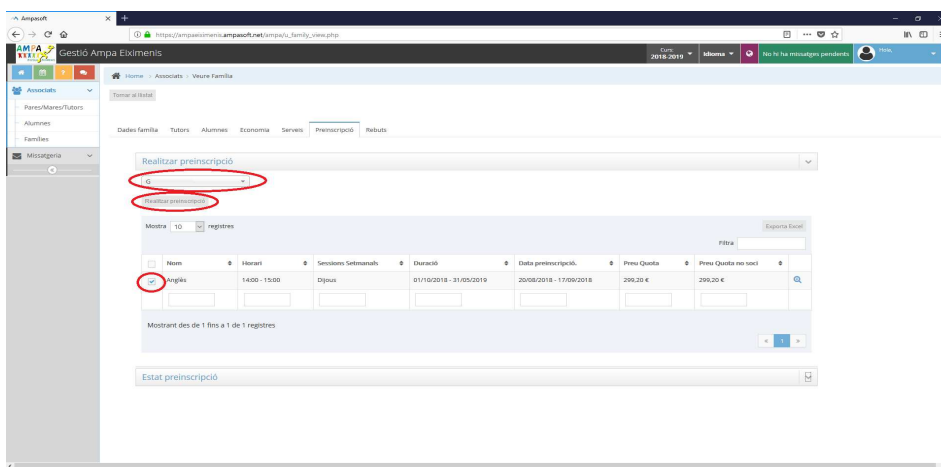 Ampasoft
https://ampaeiximenis.ampasoft.net/ampa/u_family_view.php
AMPA
Gestió Ampa Eiximenis
Curs:
2018-2019
Idioma
No hi ha missatges pendents
Hola,
Home Associats Veure Família
Associats
Tornar al llistat
Pares/Mares/Tutors
Alumnes
Famílies
Missatgeria
Dades família Tutors Alumnes Economia Serveis Preinscripció Rebuts
Realitzar preinscripció
G
Realitzar preinscripció
Mostra 10 registres
Exporta Excel
Filtra
Nom Horari Sessions Setmanals Duració Data preinscripció. Preu Quota Preu Quota no soci
Anglès 14:00 - 15:00 Dijous 01/10/2018 - 31/05/2019 20/08/2018 - 17/09/2018 299,20 € 299,20 €
Mostrant des de 1 fins a 1 de 1 registres
« 1 »
Estat preinscripció